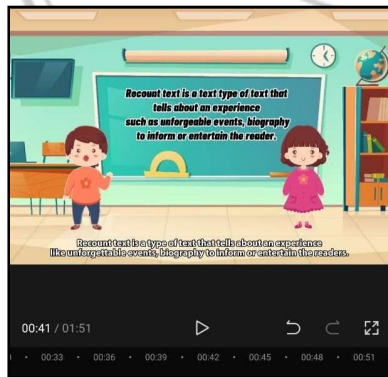 Recount text is a text type of text that
tells about an experience
such as unforgeable events, biography
to inform or entertain the reader.
Recount text is a type of text that tells about an experience
like unforgettable events, biography to inform or entertain the readers.
00:41 / 01:51
00:33 • 00:36 • 00:39 • 00:42 • 00:45 • 00:48 • 00:51